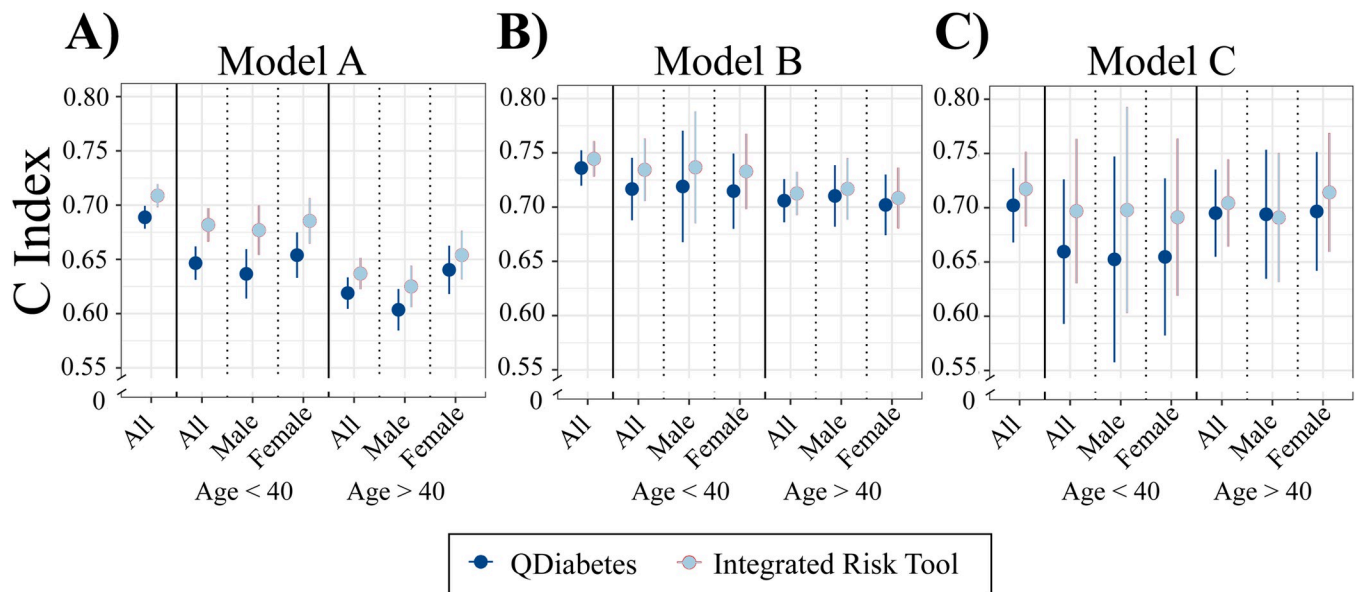 A)
Model A
B)
Model B
C)
Model C
C Index
0.80
0.75
0.70
0.65
0.60
0.55
0
All
All
Male
Female
All
Male
Female
Age < 40
Age > 40
0.80
0.75
0.70
0.65
0.60
0.55
0
All
All
Male
Female
All
Male
Female
Age < 40
Age > 40
0.80
0.75
0.70
0.65
0.60
0.55
0
All
All
Male
Female
All
Male
Female
Age < 40
Age > 40
QDiabetes
Integrated Risk Tool